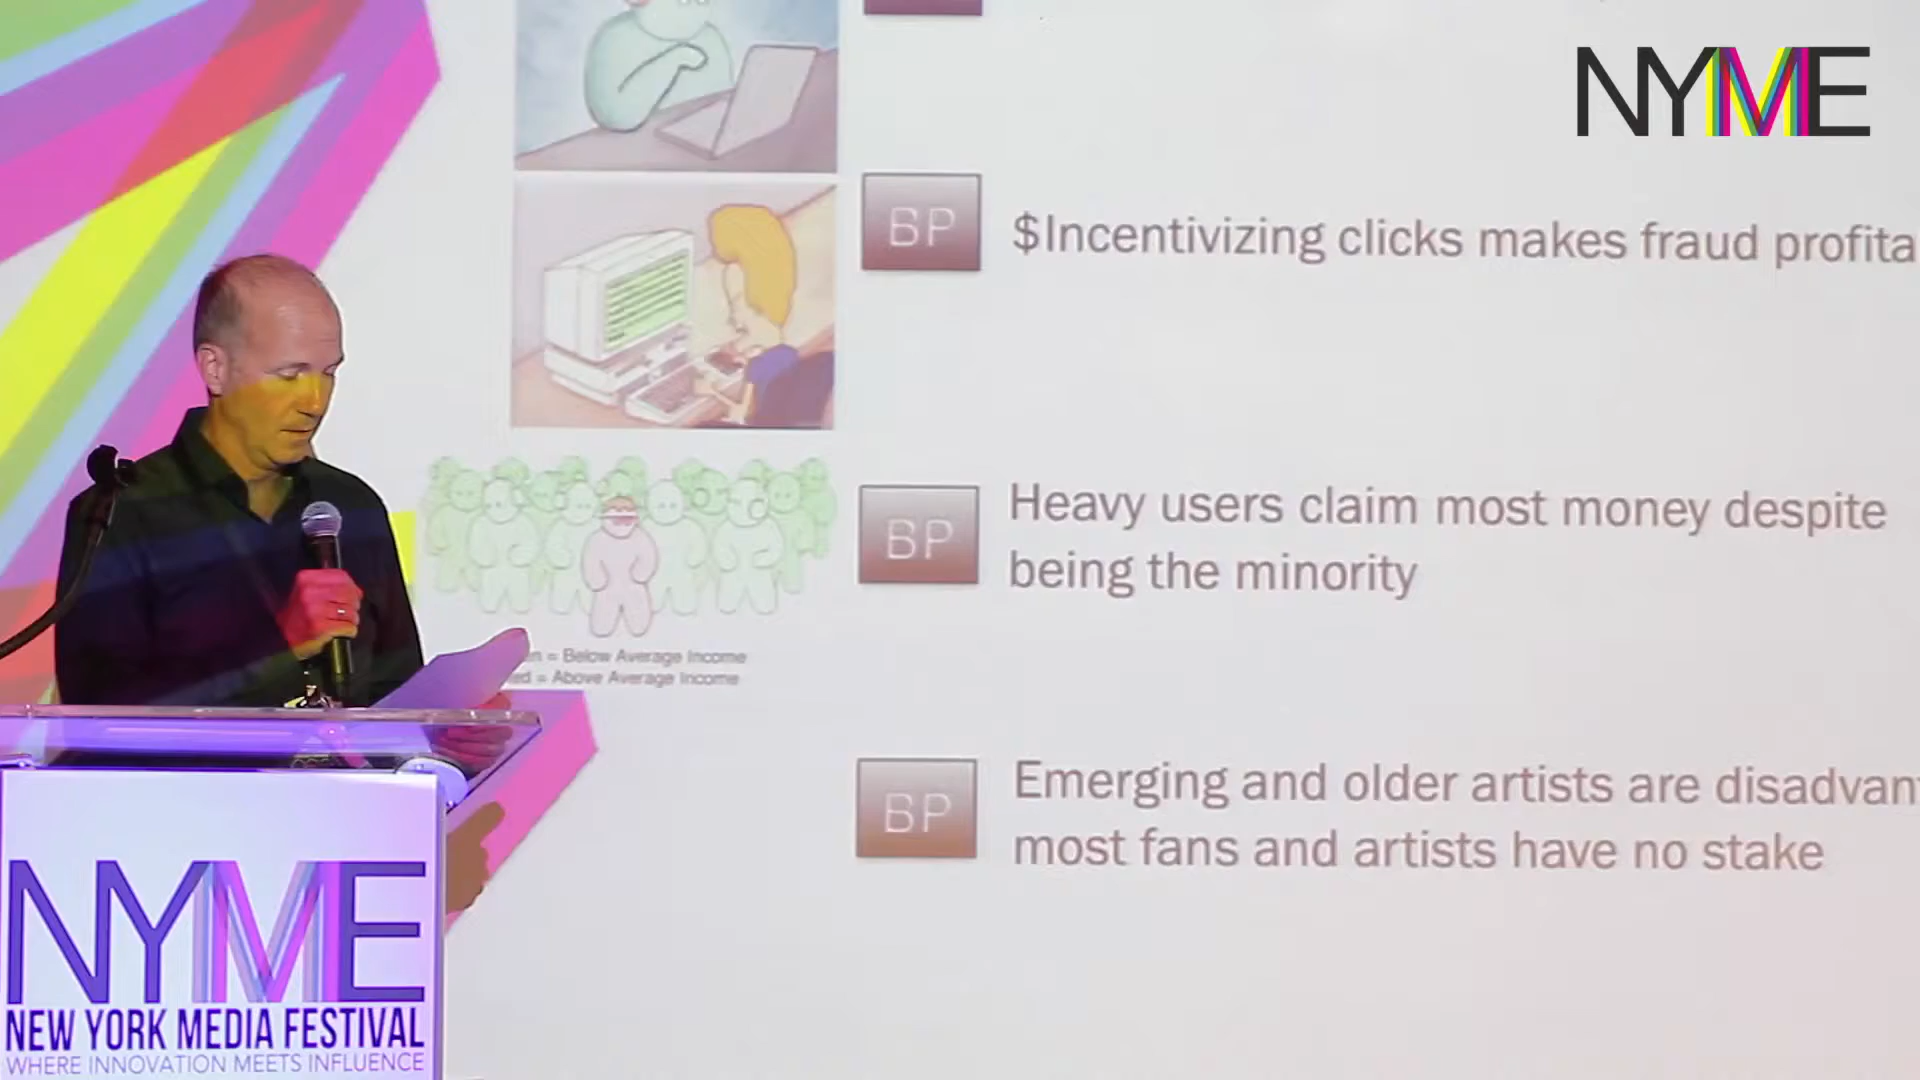 NYME
BP
$Incentivizing clicks makes fraud profita
BP
Heavy users claim most money despite
being the minority
= Below Average Income
= Above Average Income
BP
Emerging and older artists are disadvan
most fans and artists have no stake
NYME
NEW YORK MEDIA FESTIVAL
WHERE INNOVATION MEETS INFLUENCE